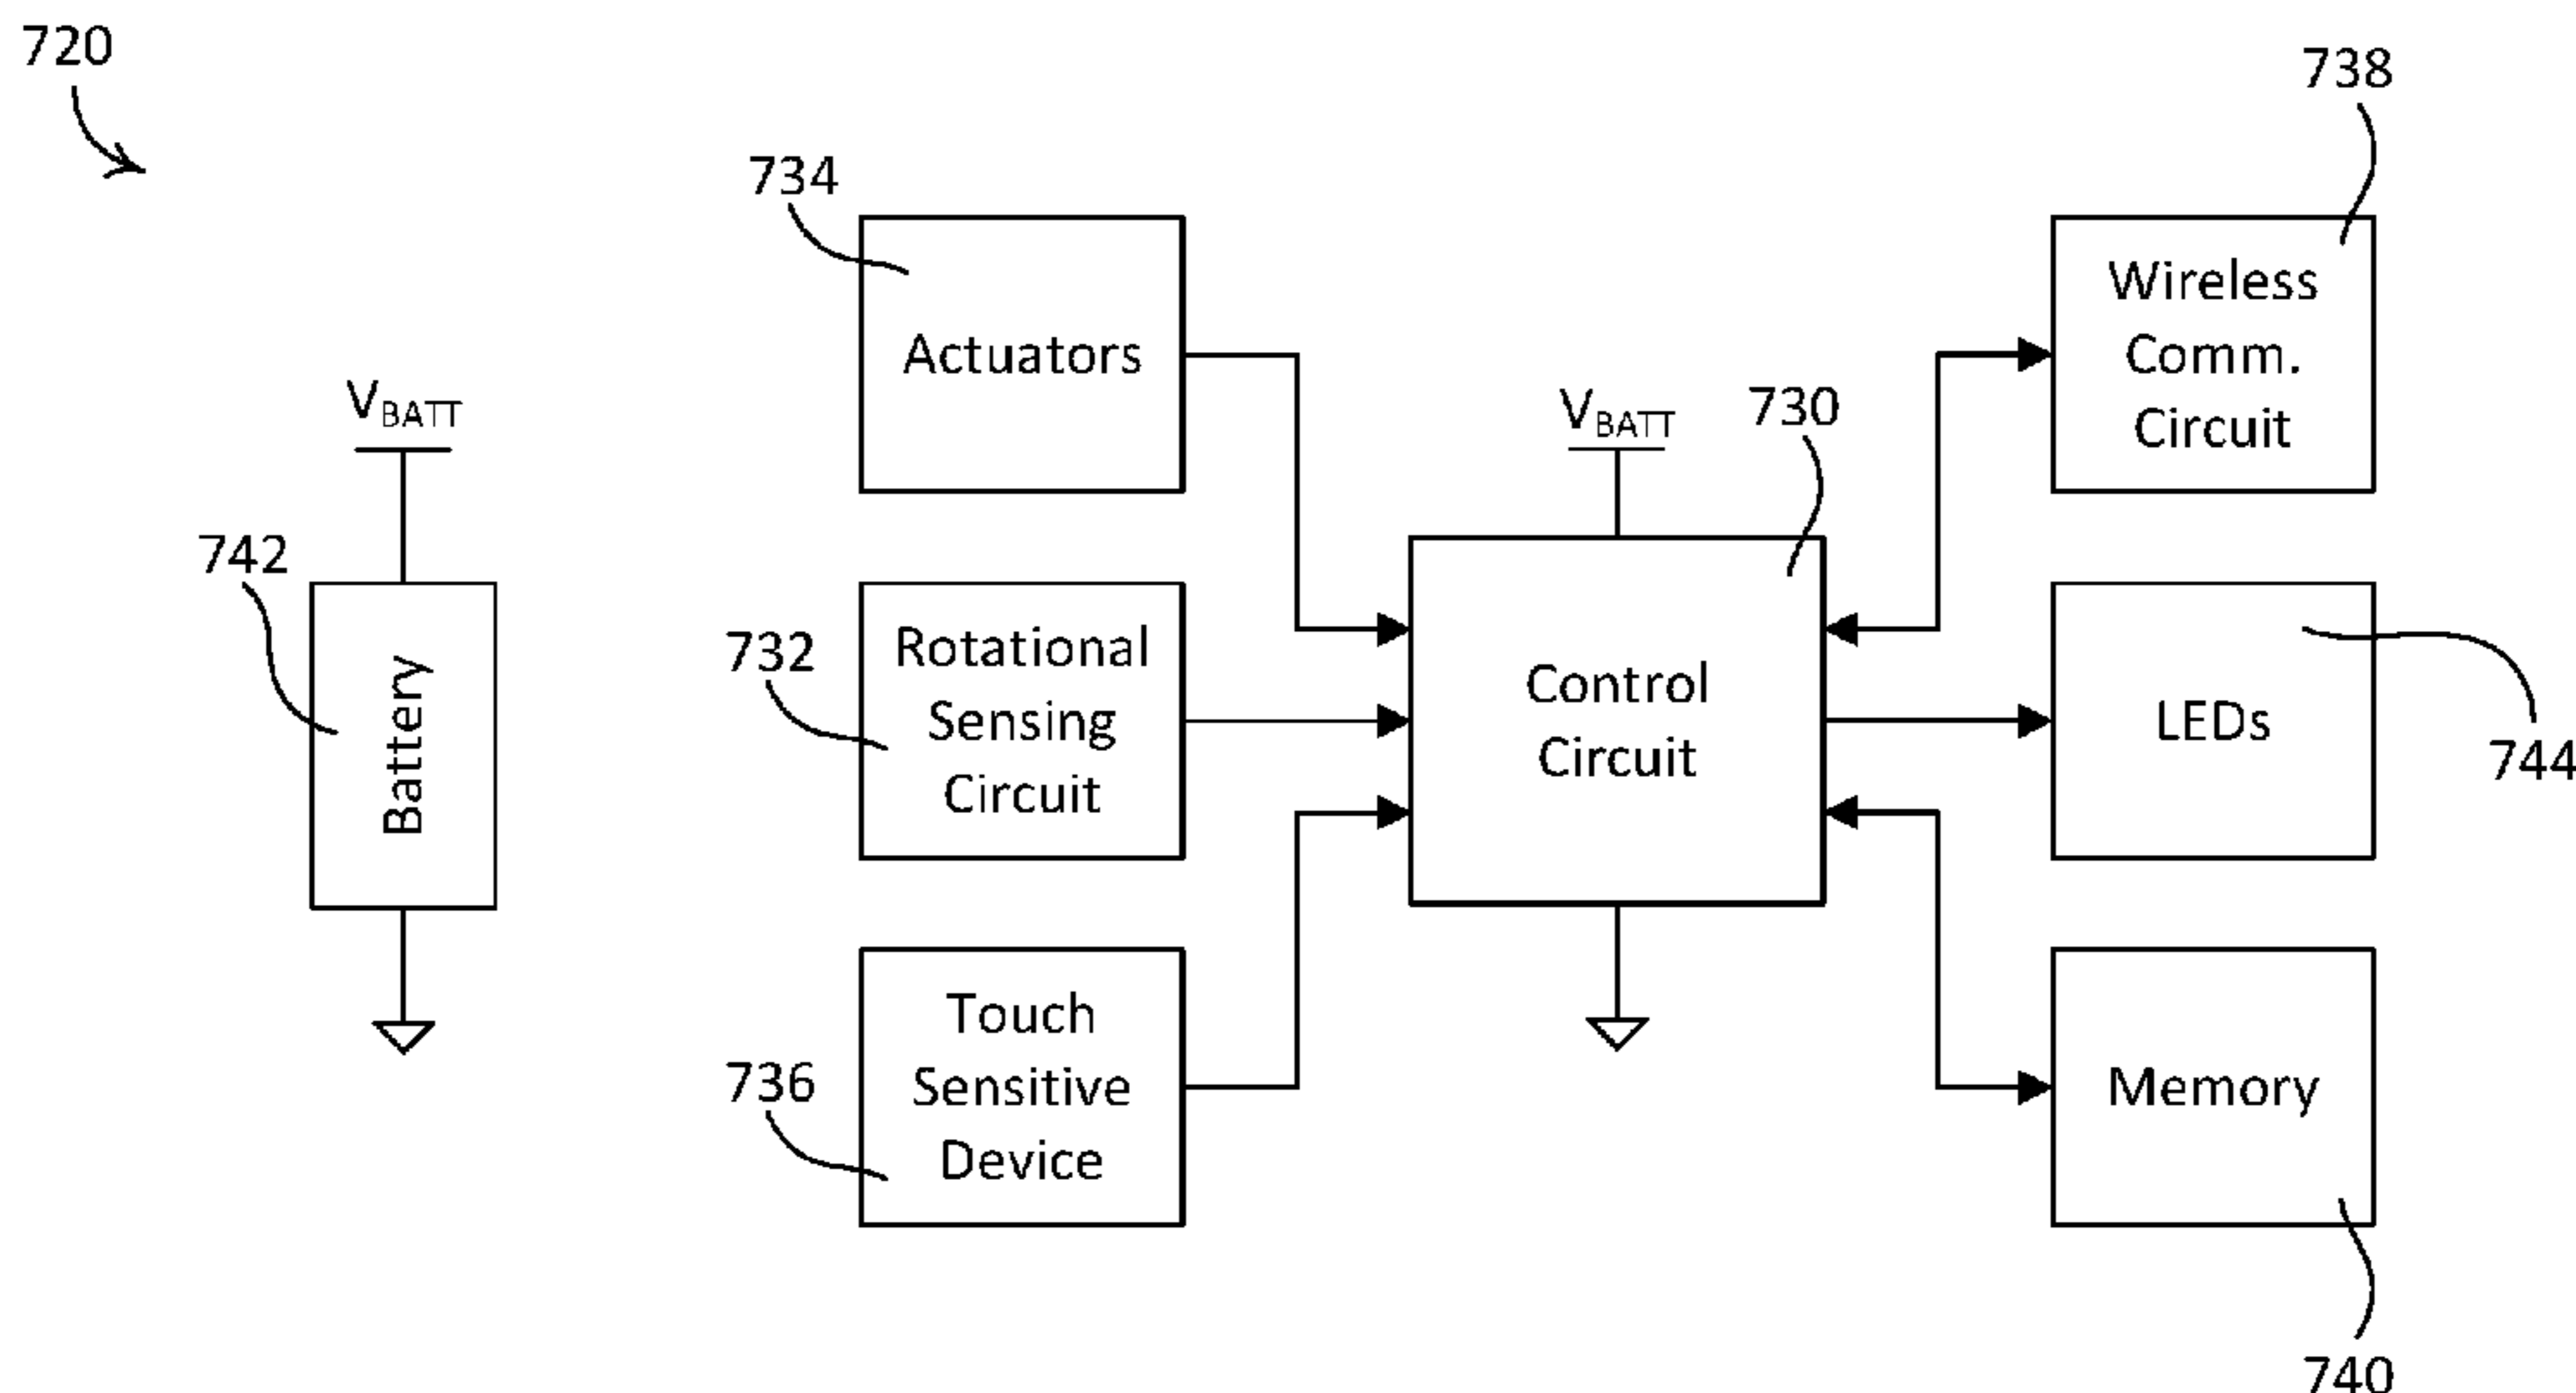 720
738
734
Wireless
Comm.
Circuit
Actuators
VBATT
VBATT
730
742
732
Rotational
Sensing
Circuit
Control
Circuit
LEDs
744
Battery
736
Touch
Sensitive
Device
Memory
740